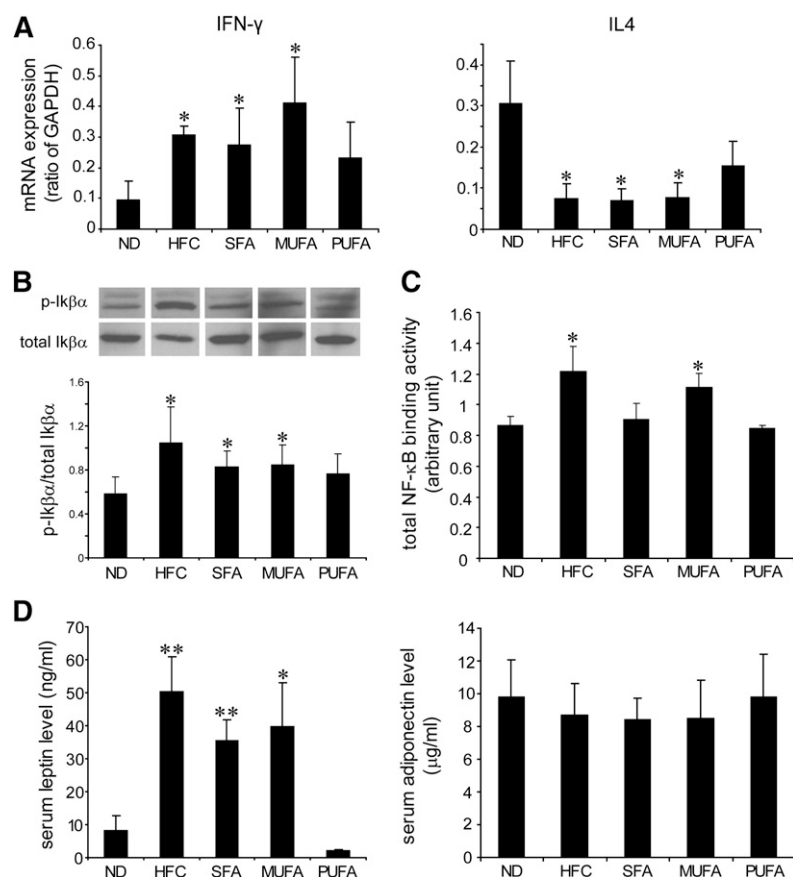 A
IFN-γ
mRNA expression
(ratio of GAPDH)
0.6
0.5
0.4
0.3
0.2
0.1
0
* * *
ND HFC SFA MUFA PUFA
IL4
0.4
0.3
0.2
0.1
0
* * *
ND HFC SFA MUFA PUFA
B
p-Ikβα
total Ikβα
p-Ikβα/total Ikβα
1.6
1.2
0.8
0.4
0
* * *
ND HFC SFA MUFA PUFA
C
total NF-κB binding activity
(arbitrary unit)
1.6
1.4
1.2
1
0.8
0.6
0.4
0.2
0
* *
ND HFC SFA MUFA PUFA
D
serum leptin level (ng/ml)
70
60
50
40
30
20
10
0
** ** *
ND HFC SFA MUFA PUFA
serum adiponectin level
(μg/ml)
14
12
10
8
6
4
2
0
ND HFC SFA MUFA PUFA